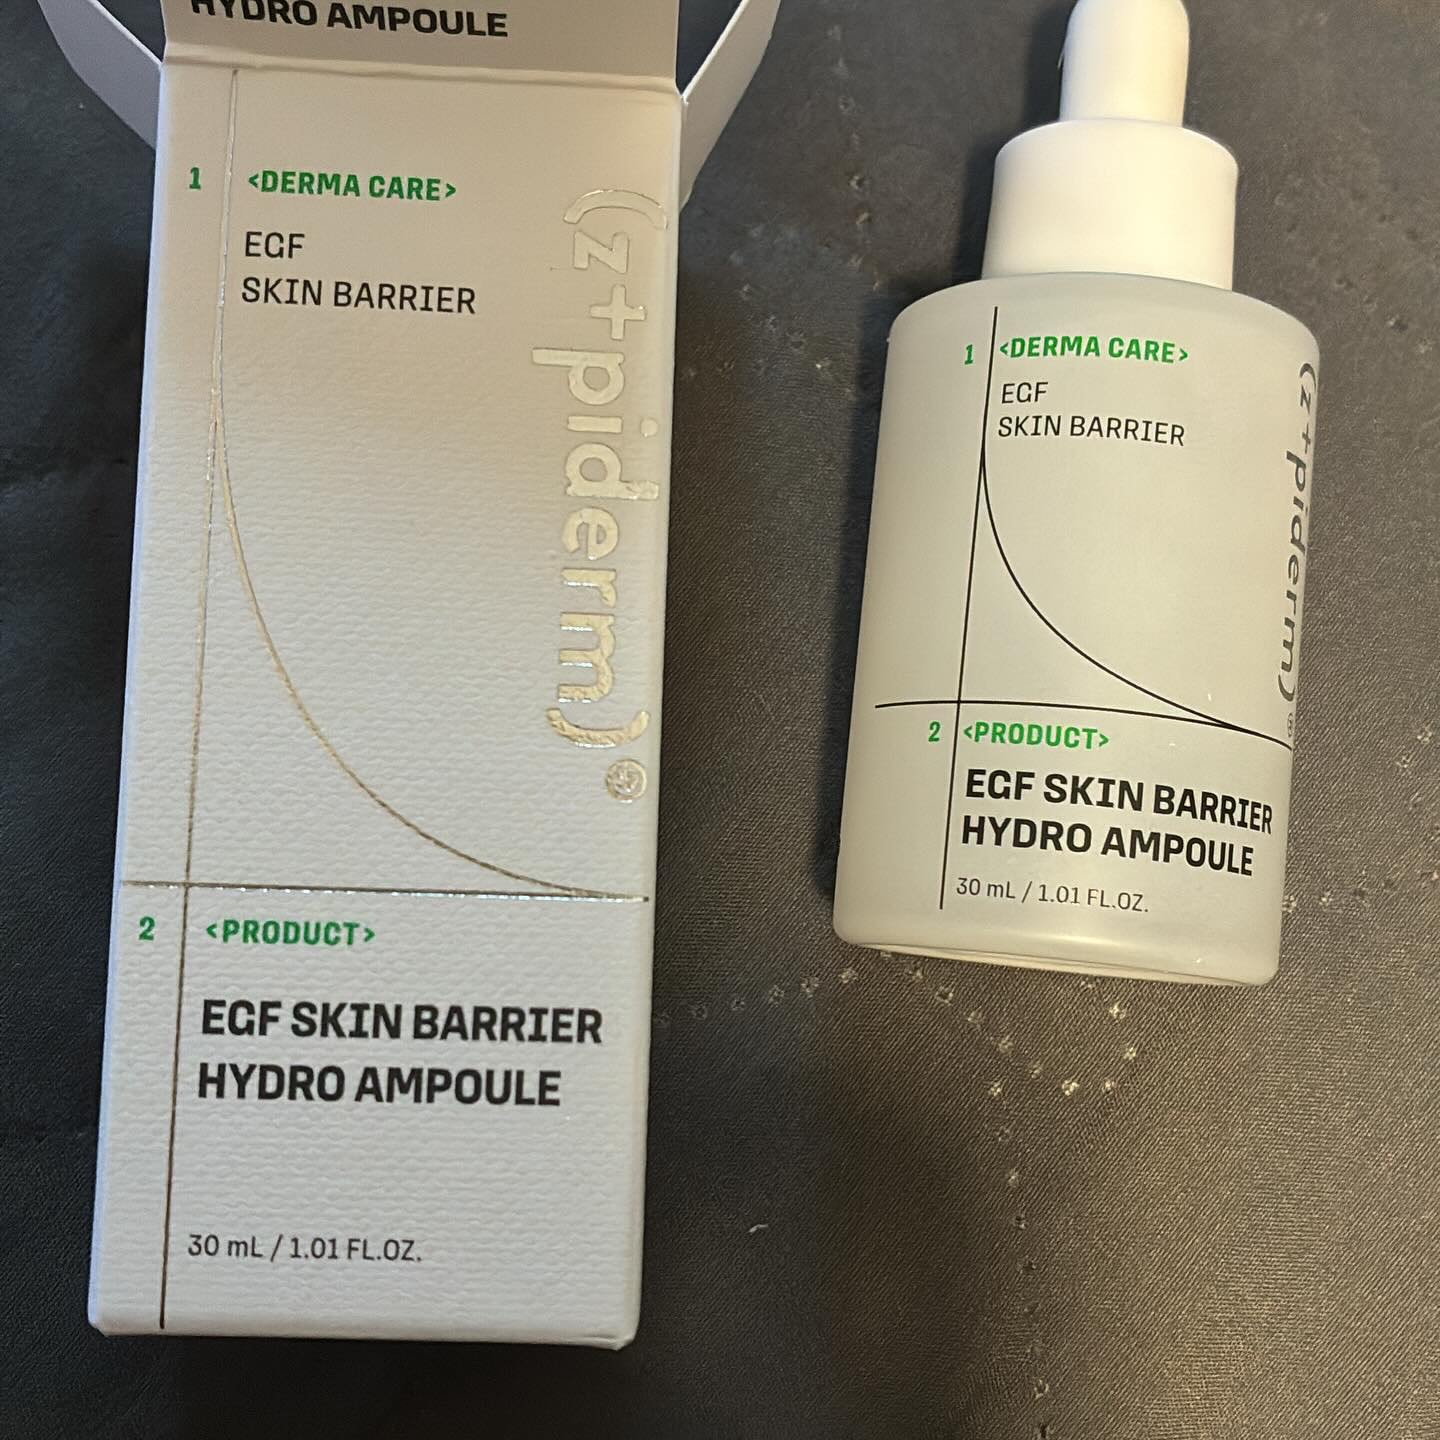 HYDRO AMPOULE
1 <DERMA CARE>
EGF
SKIN BARRIER
(z+piderm)®
2 <PRODUCT>
EGF SKIN BARRIER
HYDRO AMPOULE
30 mL / 1.01 FL.OZ.
1 <DERMA CARE>
EGF
SKIN BARRIER
(z+piderm)®
2 <PRODUCT>
EGF SKIN BARRIER
HYDRO AMPOULE
30 mL / 1.01 FL.OZ.